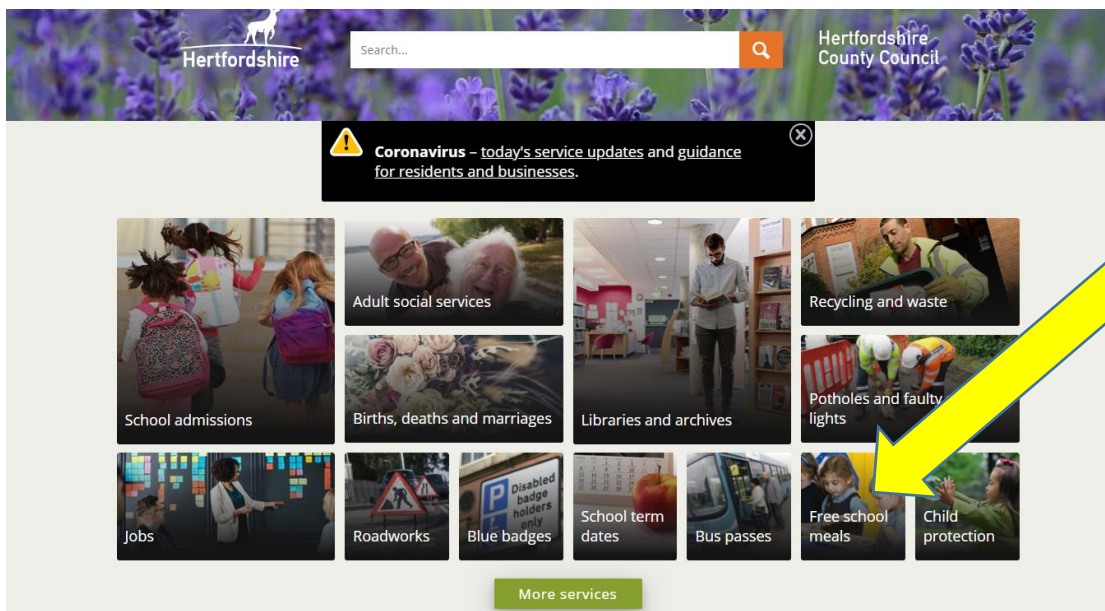 Hertfordshire
Search...
Hertfordshire
County Council
Coronavirus – today's service updates and guidance
for residents and businesses.
School admissions
Adult social services
Births, deaths and marriages
Libraries and archives
Recycling and waste
Potholes and faulty
lights
Jobs
Roadworks
P Disabled
badge
holders
only
Blue badges
School term
dates
Bus passes
Free school
meals
Child
protection
More services